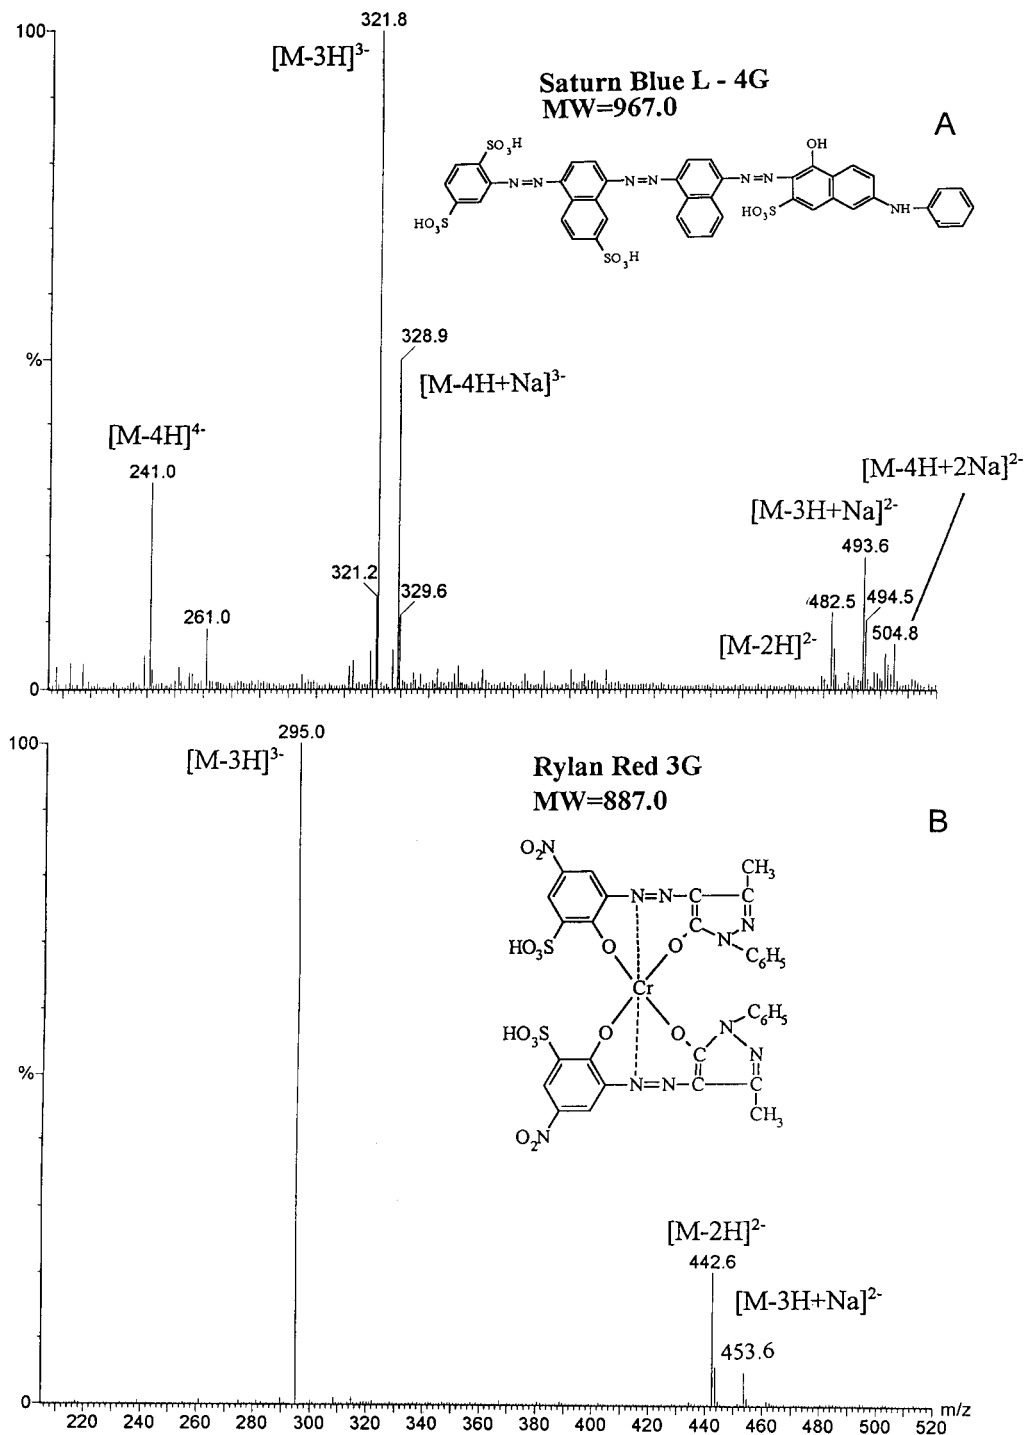 321.8
100
[M-3H]3-
Saturn Blue L - 4G
MW=967.0
A
OH
SO3H
N=N
N=N
N=N
HO3S
HO3S
NH
SO3H
328.9
%
[M-4H+Na]3-
[M-4H]4-
241.0
[M-4H+2Na]2-
[M-3H+Na]2-
493.6
321.2
329.6
482.5
494.5
261.0
504.8
[M-2H]2-
0
295.0
100
[M-3H]3-
Rylan Red 3G
MW=887.0
B
O2N
CH3
N=N
C
C
C
N
HO3S
O
O
N
C6H5
Cr
C6H5
HO3S
O
O
N
C
N
N=N
C
C
CH3
O2N
%
[M-2H]2-
442.6
[M-3H+Na]2-
453.6
0
220 240 260 280 300 320 340 360 380 400 420 440 460 480 500 520 m/z